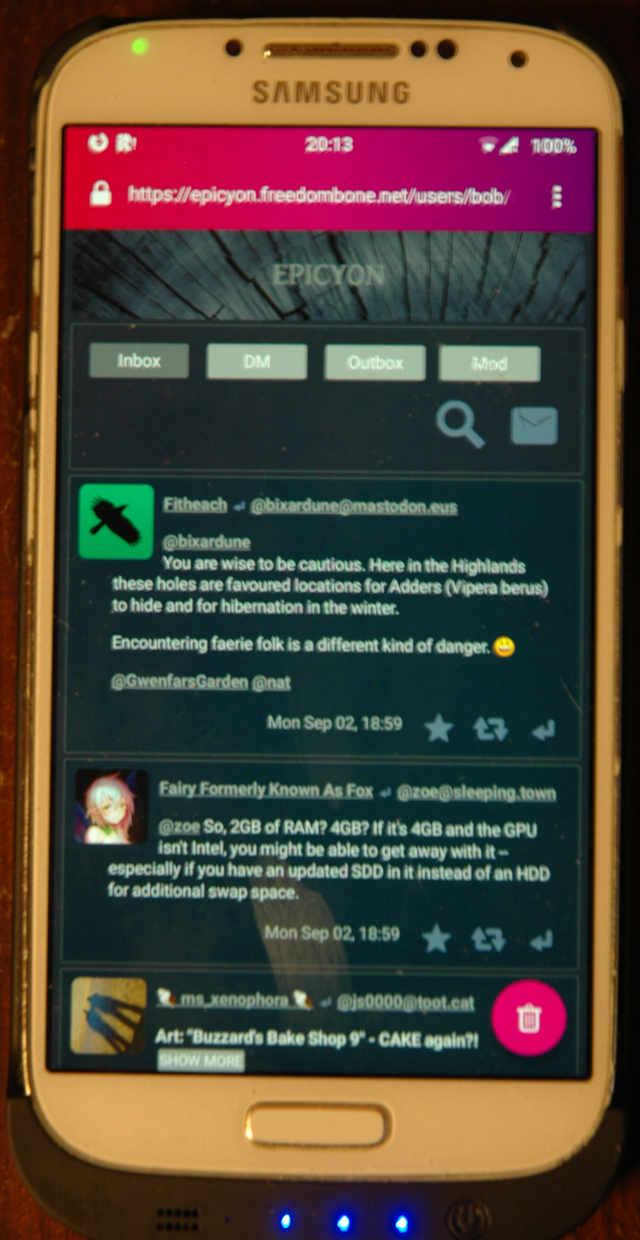 SAMSUNG
20:13 100%
https://epicyon.freedombone.net/users/bob/
EPICYON
Inbox DM Outbox Mod
Fitheach @bixardune@mastodon.eus
@bixardune
You are wise to be cautious. Here in the Highlands
these holes are favoured locations for Adders (Vipera berus)
to hide and for hibernation in the winter.
Encountering faerie folk is a different kind of danger. 😀
@GwenfarsGarden @nat
Mon Sep 02, 18:59
Fairy Formerly Known As Fox @zoe@sleeping.town
@zoe So, 2GB of RAM? 4GB? If it's 4GB and the GPU
isn't Intel, you might be able to get away with it –
especially if you have an updated SDD in it instead of an HDD
for additional swap space.
Mon Sep 02, 18:59
ms_xenophora @js0000@toot.cat
Art: "Buzzard's Bake Shop 9" - CAKE again?!
SHOW MORE